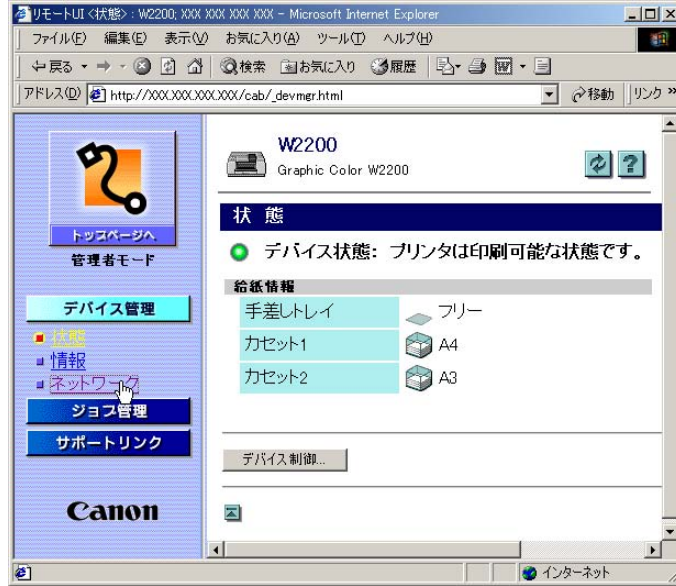 リモートUI <状態> : W2200; XXX XXX XXX XXX - Microsoft Internet Explorer
ファイル(F) 編集(E) 表示(V) お気に入り(A) ツール(T) ヘルプ(H)
戻る 検索 お気に入り 履歴
アドレス(D) http://XXX.XXX.XXX.XXX/cab/_devmgr.html 移動 リンク »
W2200
Graphic Color W2200
トップページへ
管理者モード
デバイス管理
状態
情報
ネットワーク
ジョブ管理
サポートリンク
Canon
状 態
デバイス状態: プリンタは印刷可能な状態です。
給紙情報
手差しトレイ フリー
カセット1 A4
カセット2 A3
デバイス制御...
インターネット